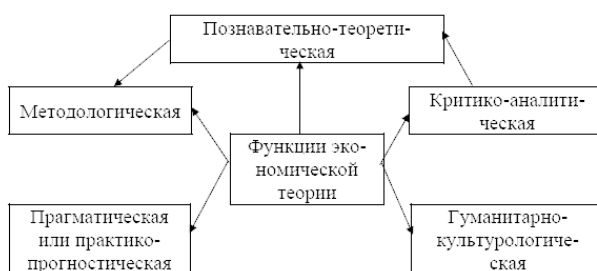 Познавательно-теорети-
ческая
Методологическая
Критико-аналити-
ческая
Функции эко-
номической
теории
Прагматическая
или практико-
прогностическая
Гуманитарно-
культурологиче-
ская